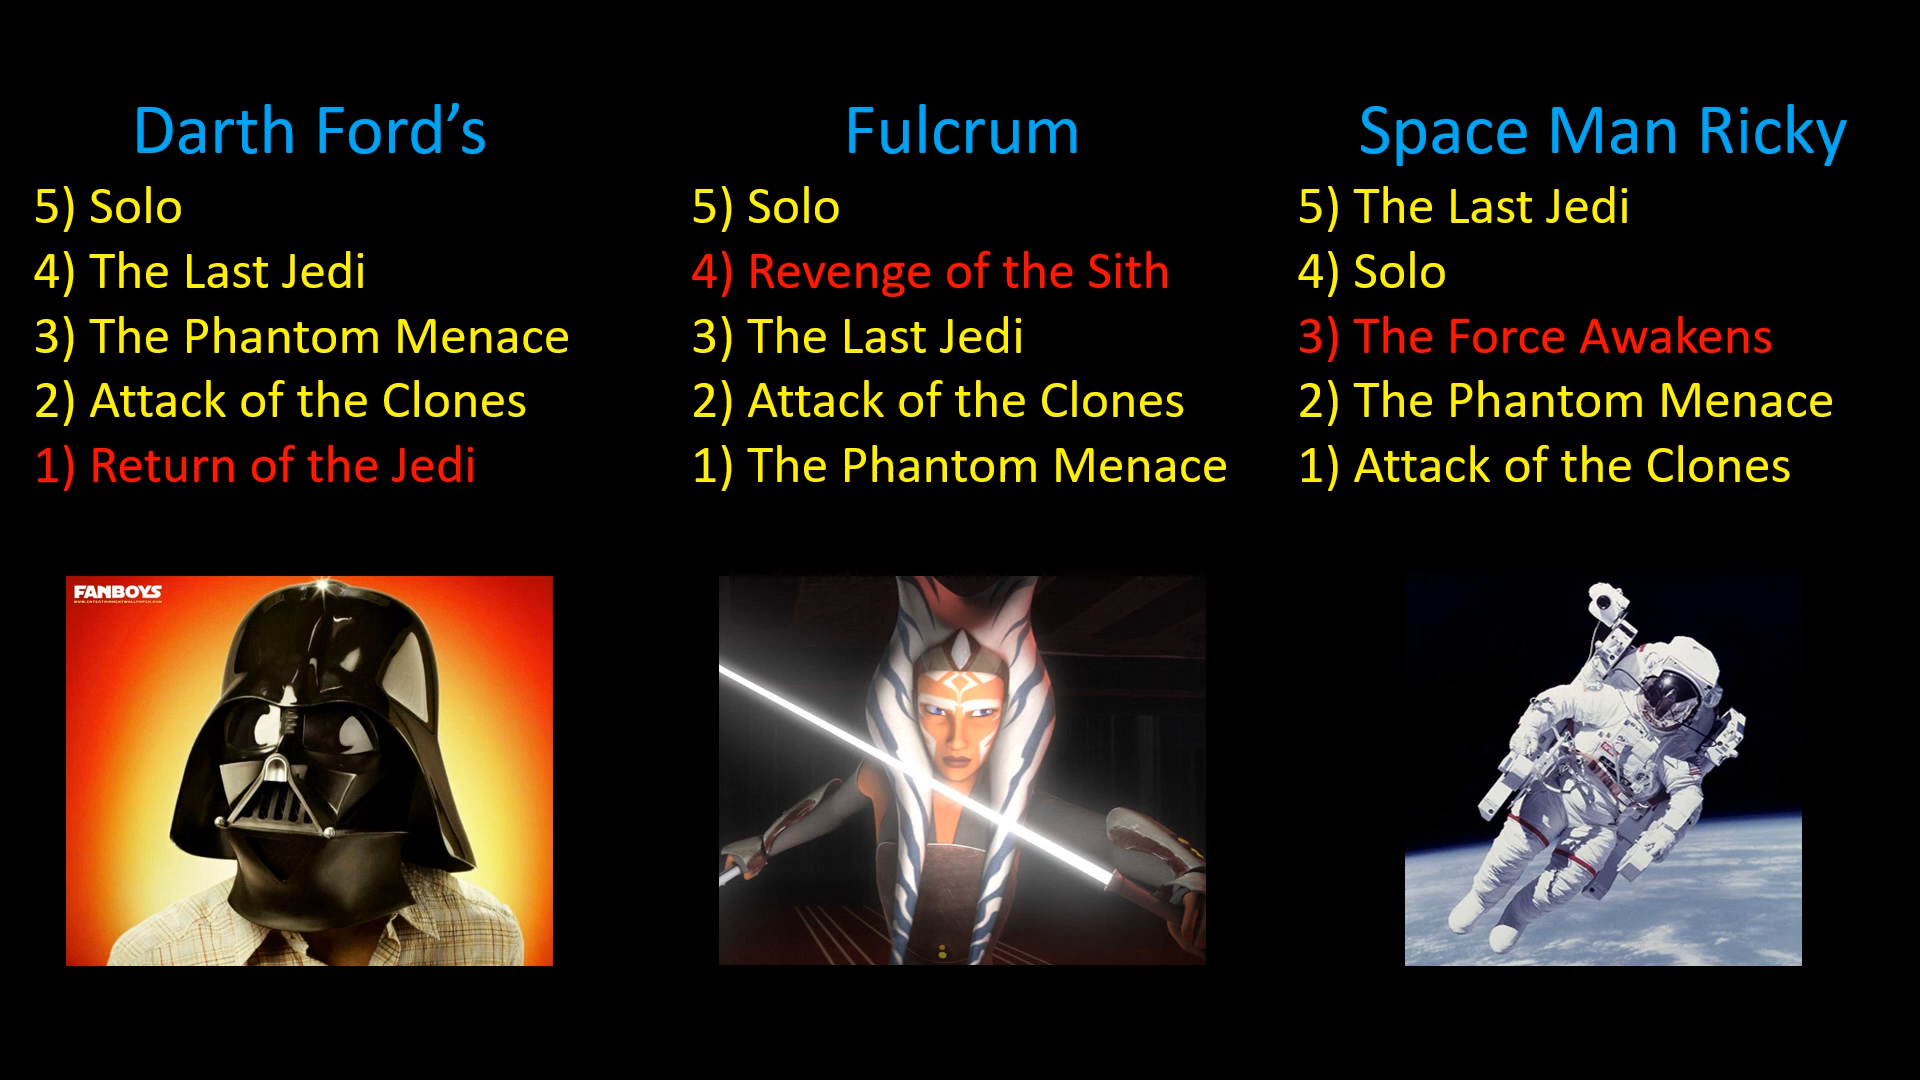 Darth Ford’s
5) Solo
4) The Last Jedi
3) The Phantom Menace
2) Attack of the Clones
1) Return of the Jedi
Fulcrum
5) Solo
4) Revenge of the Sith
3) The Last Jedi
2) Attack of the Clones
1) The Phantom Menace
Space Man Ricky
5) The Last Jedi
4) Solo
3) The Force Awakens
2) The Phantom Menace
1) Attack of the Clones
FANBOYS